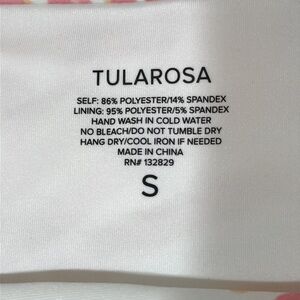 TULAROSA
SELF: 86% POLYESTER/14% SPANDEX
LINING: 95% POLYESTER/5% SPANDEX
HAND WASH IN COLD WATER
NO BLEACH/DO NOT TUMBLE DRY
HANG DRY/COOL IRON IF NEEDED
MADE IN CHINA
RN# 132829
S